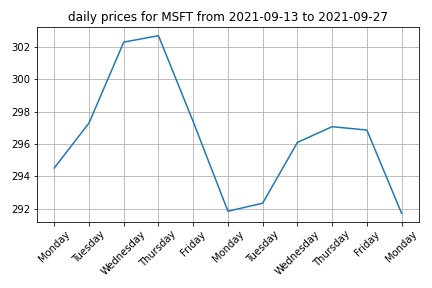 daily prices for MSFT from 2021-09-13 to 2021-09-27
302
300
298
296
294
292
Monday
Tuesday
Wednesday
Thursday
Friday
Monday
Tuesday
Wednesday
Thursday
Friday
Monday